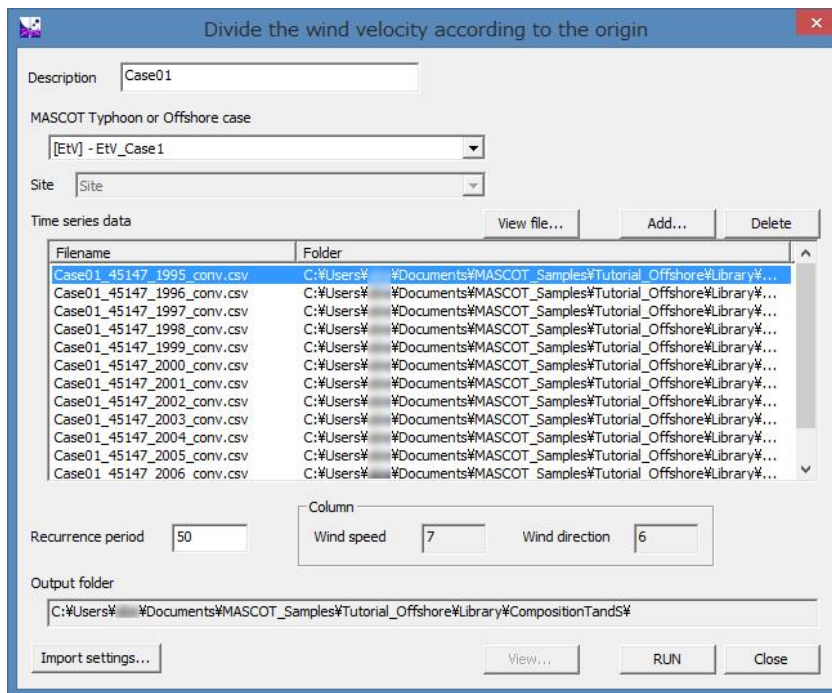 Divide the wind velocity according to the origin
Description Case01
MASCOT Typhoon or Offshore case
[EtV] - EtV_Case1
Site Site
Time series data View file... Add... Delete
Filename Folder
Case01_45147_1995_conv.csv C:¥Users¥ ¥Documents¥MASCOT_Samples¥Tutorial_Offshore¥Library¥...
Case01_45147_1996_conv.csv C:¥Users¥ ¥Documents¥MASCOT_Samples¥Tutorial_Offshore¥Library¥...
Case01_45147_1997_conv.csv C:¥Users¥ ¥Documents¥MASCOT_Samples¥Tutorial_Offshore¥Library¥...
Case01_45147_1998_conv.csv C:¥Users¥ ¥Documents¥MASCOT_Samples¥Tutorial_Offshore¥Library¥...
Case01_45147_1999_conv.csv C:¥Users¥ ¥Documents¥MASCOT_Samples¥Tutorial_Offshore¥Library¥...
Case01_45147_2000_conv.csv C:¥Users¥ ¥Documents¥MASCOT_Samples¥Tutorial_Offshore¥Library¥...
Case01_45147_2001_conv.csv C:¥Users¥ ¥Documents¥MASCOT_Samples¥Tutorial_Offshore¥Library¥...
Case01_45147_2002_conv.csv C:¥Users¥ ¥Documents¥MASCOT_Samples¥Tutorial_Offshore¥Library¥...
Case01_45147_2003_conv.csv C:¥Users¥ ¥Documents¥MASCOT_Samples¥Tutorial_Offshore¥Library¥...
Case01_45147_2004_conv.csv C:¥Users¥ ¥Documents¥MASCOT_Samples¥Tutorial_Offshore¥Library¥...
Case01_45147_2005_conv.csv C:¥Users¥ ¥Documents¥MASCOT_Samples¥Tutorial_Offshore¥Library¥...
Case01_45147_2006_conv.csv C:¥Users¥ ¥Documents¥MASCOT_Samples¥Tutorial_Offshore¥Library¥...
Column
Recurrence period 50 Wind speed 7 Wind direction 6
Output folder
C:¥Users¥ ¥Documents¥MASCOT_Samples¥Tutorial_Offshore¥Library¥CompositionTandS¥
Import settings... View... RUN Close